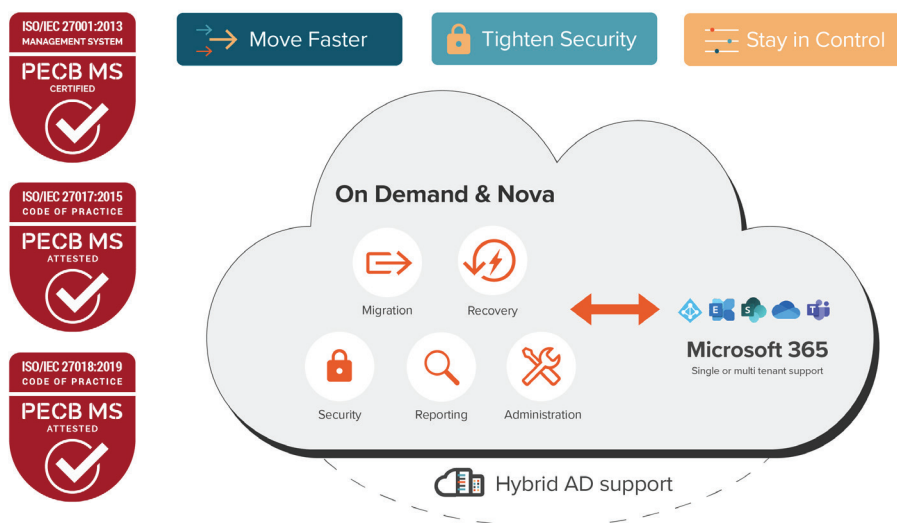 ISO/IEC 27001:2013
MANAGEMENT SYSTEM
PECB MS
CERTIFIED
ISO/IEC 27017:2015
CODE OF PRACTICE
PECB MS
ATTESTED
ISO/IEC 27018:2019
CODE OF PRACTICE
PECB MS
ATTESTED
Move Faster
Tighten Security
Stay in Control
On Demand & Nova
Migration
Recovery
Security
Reporting
Administration
E
S
T
Microsoft 365
Single or multi tenant support
Hybrid AD support